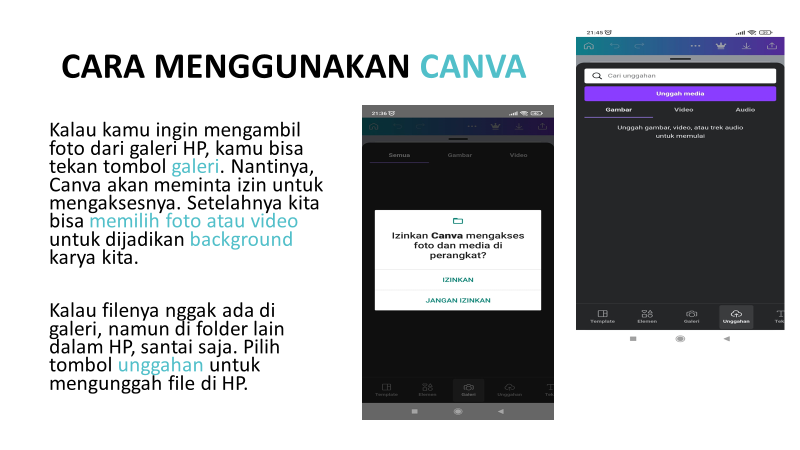 CARA MENGGUNAKAN CANVA
Kalau kamu ingin mengambil
foto dari galeri HP, kamu bisa
tekan tombol galeri. Nantinya,
Canva akan meminta izin untuk
mengaksesnya. Setelahnya kita
bisa memilih foto atau video
untuk dijadikan background
karya kita.
Kalau filenya nggak ada di
galeri, namun di folder lain
dalam HP, santai saja. Pilih
tombol unggahan untuk
mengunggah file di HP.
21:36
Semua Gambar Video
Izinkan Canva mengakses
foto dan media di
perangkat?
IZINKAN
JANGAN IZINKAN
Template Elemen Galeri Unggahan Tek
21:45
Cari unggahan
Unggah media
Gambar Video Audio
Unggah gambar, video, atau trek audio
untuk memulai
Template Elemen Galeri Unggahan Tek